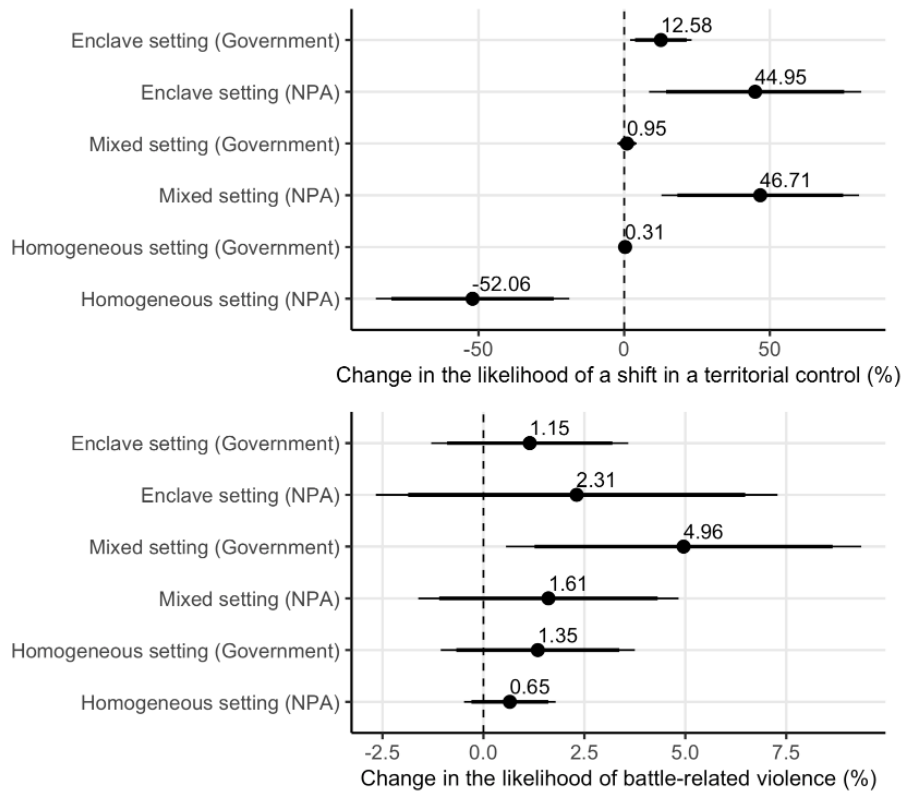 Enclave setting (Government)
12.58
Enclave setting (NPA)
44.95
Mixed setting (Government)
0.95
Mixed setting (NPA)
46.71
Homogeneous setting (Government)
0.31
Homogeneous setting (NPA)
-52.06
-50 0 50
Change in the likelihood of a shift in a territorial control (%)
Enclave setting (Government)
1.15
Enclave setting (NPA)
2.31
Mixed setting (Government)
4.96
Mixed setting (NPA)
1.61
Homogeneous setting (Government)
1.35
Homogeneous setting (NPA)
0.65
-2.5 0.0 2.5 5.0 7.5
Change in the likelihood of battle-related violence (%)